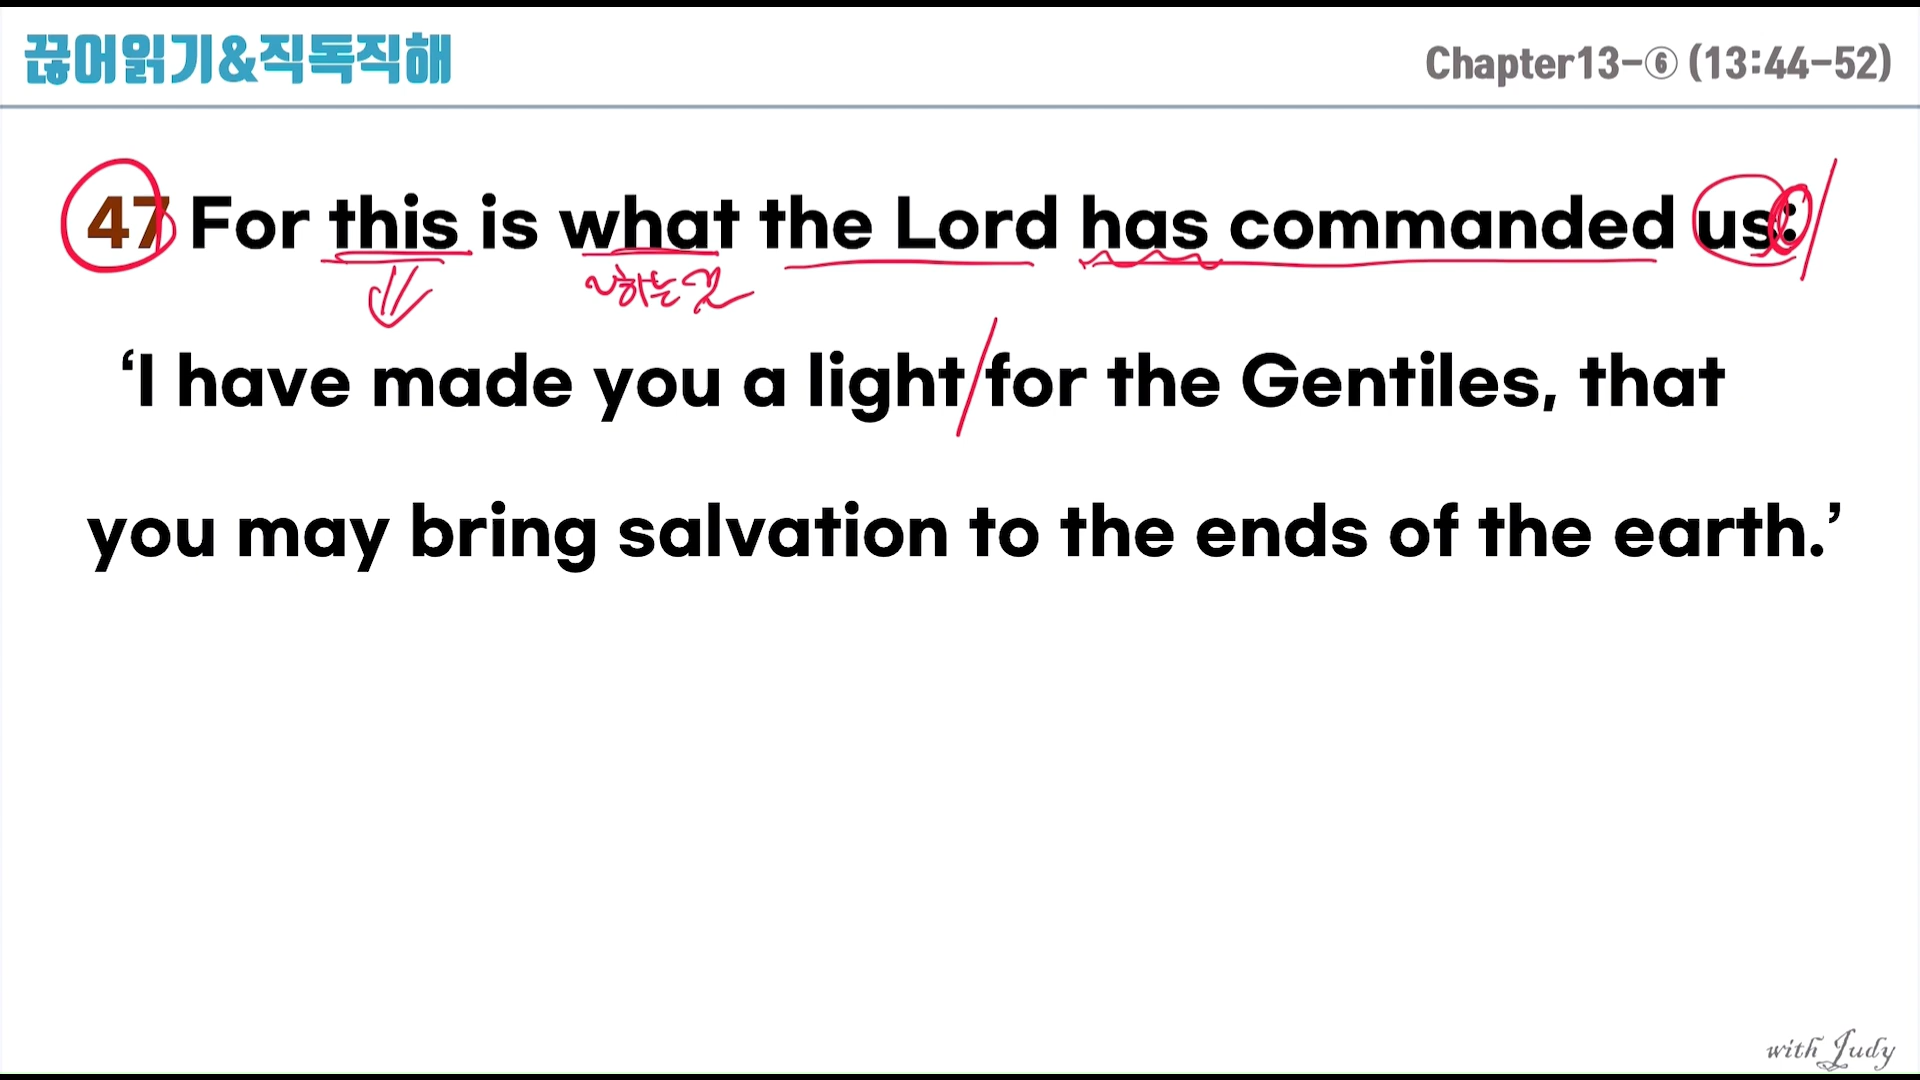 끊어읽기&직독직해
Chapter13-⑥ (13:44-52)
47 For this is what the Lord has commanded us:
~하는 것
‘I have made you a light for the Gentiles, that
you may bring salvation to the ends of the earth.’
with Judy